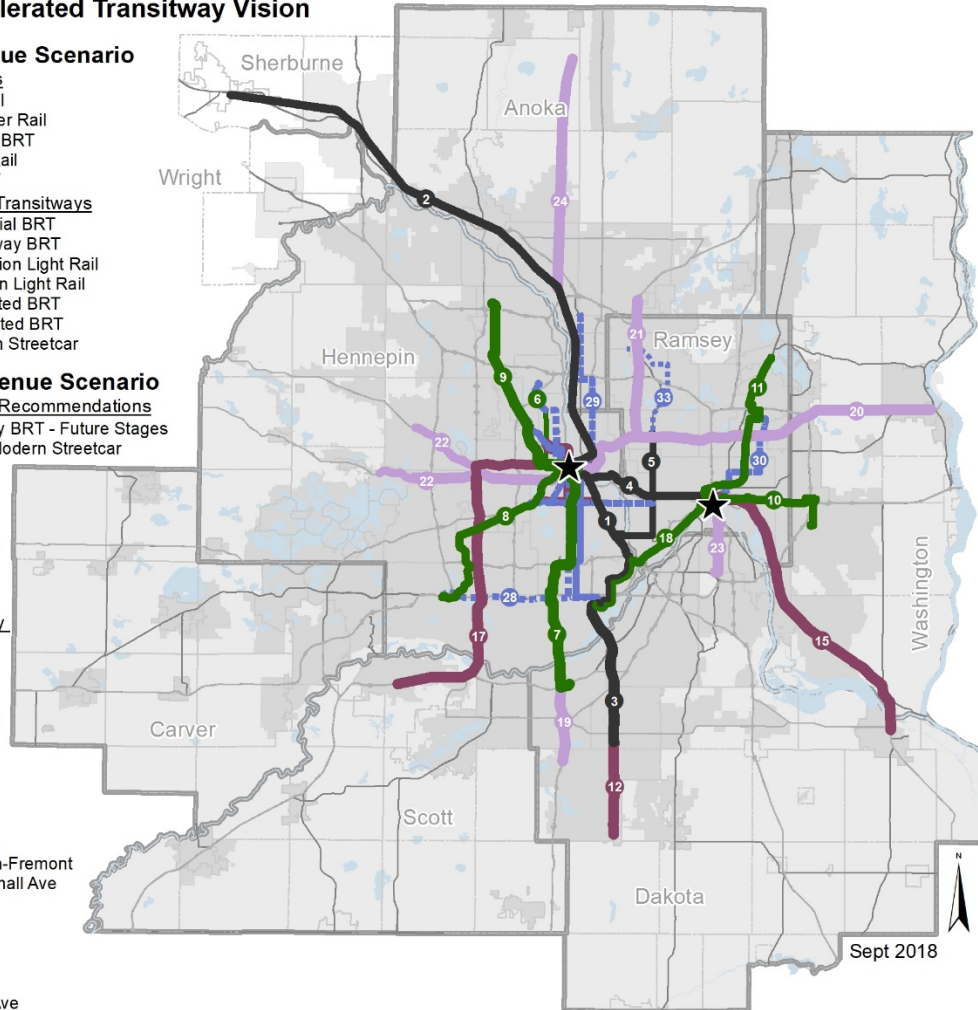 lerated Transitway Vision
ue Scenario
er Rail
BRT
ail
Transitways
ial BRT
way BRT
ion Light Rail
n Light Rail
ted BRT
ted BRT
n Streetcar
enue Scenario
Recommendations
y BRT - Future Stages
Modern Streetcar
n-Fremont
hall Ave
Ave
Sherburne
Anoka
Wright
2
24
Hennepin
21
Ramsey
9
6
29
33
11
20
22
22
5
4
30
8
1
10
18
23
28
7
17
15
Washington
3
19
Carver
12
Scott
Dakota
N
Sept 2018